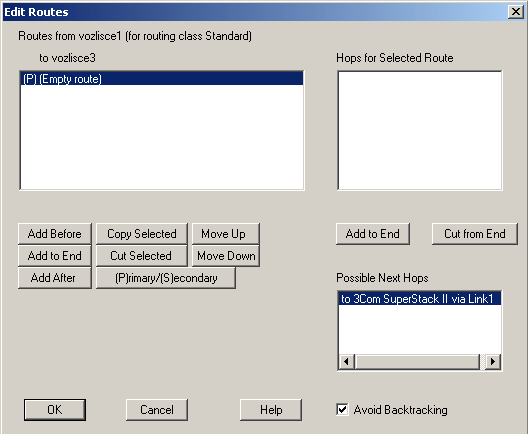 Edit Routes
Routes from vozlisce1 (for routing class Standard)
to vozlisce3
Hops for Selected Route
(P) (Empty route)
Add Before
Copy Selected
Move Up
Add to End
Cut from End
Add to End
Cut Selected
Move Down
Add After
(P)rimary/(S)econdary
Possible Next Hops
to 3Com SuperStack II via Link1
OK
Cancel
Help
Avoid Backtracking